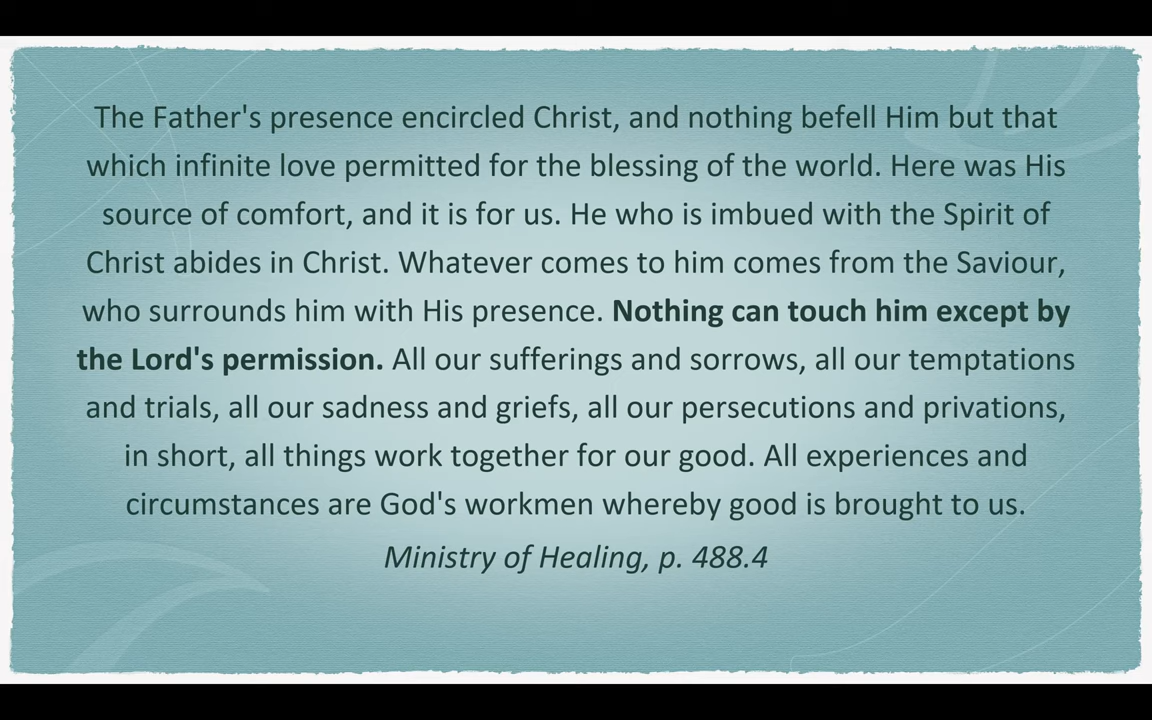 The Father's presence encircled Christ, and nothing befell Him but that
which infinite love permitted for the blessing of the world. Here was His
source of comfort, and it is for us. He who is imbued with the Spirit of
Christ abides in Christ. Whatever comes to him comes from the Saviour,
who surrounds him with His presence. Nothing can touch him except by
the Lord's permission. All our sufferings and sorrows, all our temptations
and trials, all our sadness and griefs, all our persecutions and privations,
in short, all things work together for our good. All experiences and
circumstances are God's workmen whereby good is brought to us.
Ministry of Healing, p. 488.4